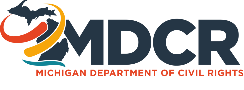 MDCR
MICHIGAN DEPARTMENT OF CIVIL RIGHTS